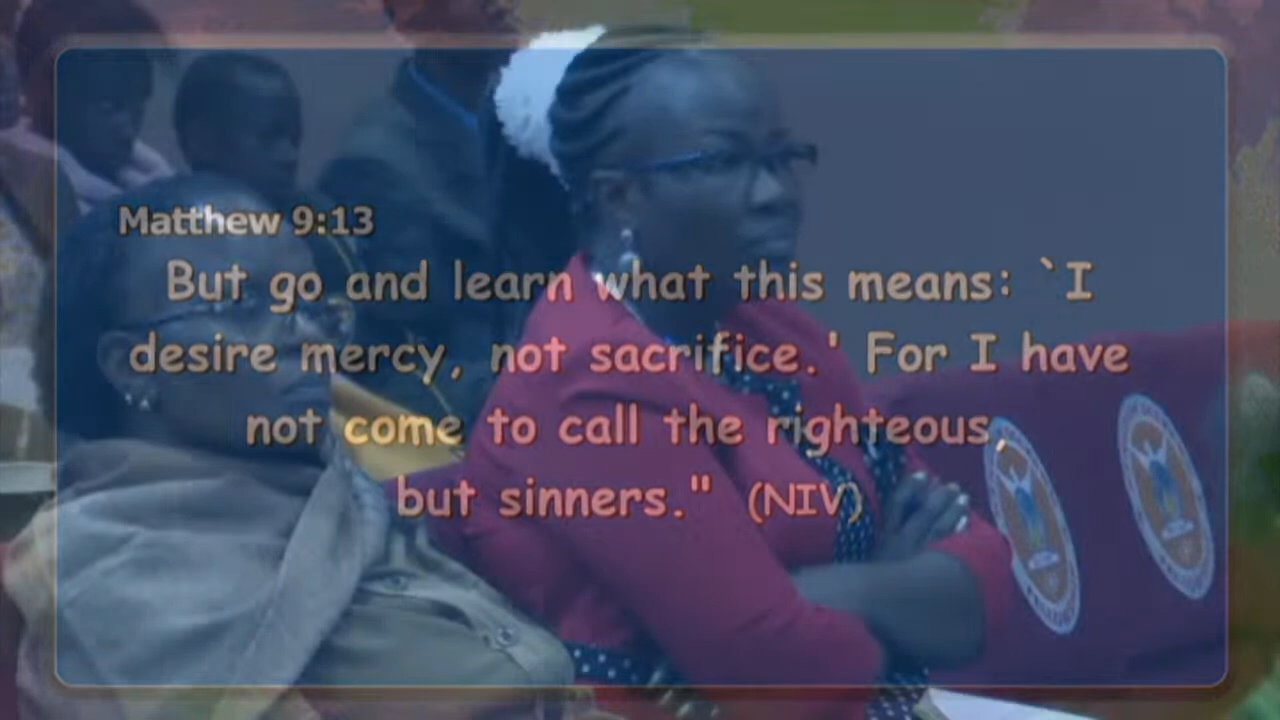 Matthew 9:13
But go and learn what this means: `I
desire mercy, not sacrifice.' For I have
not come to call the righteous,
but sinners." (NIV)